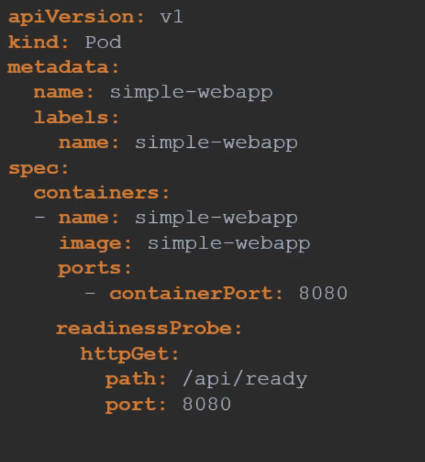 apiVersion: v1
kind: Pod
metadata:
  name: simple-webapp
  labels:
    name: simple-webapp
spec:
  containers:
  - name: simple-webapp
    image: simple-webapp
    ports:
      - containerPort: 8080
    readinessProbe:
      httpGet:
        path: /api/ready
        port: 8080